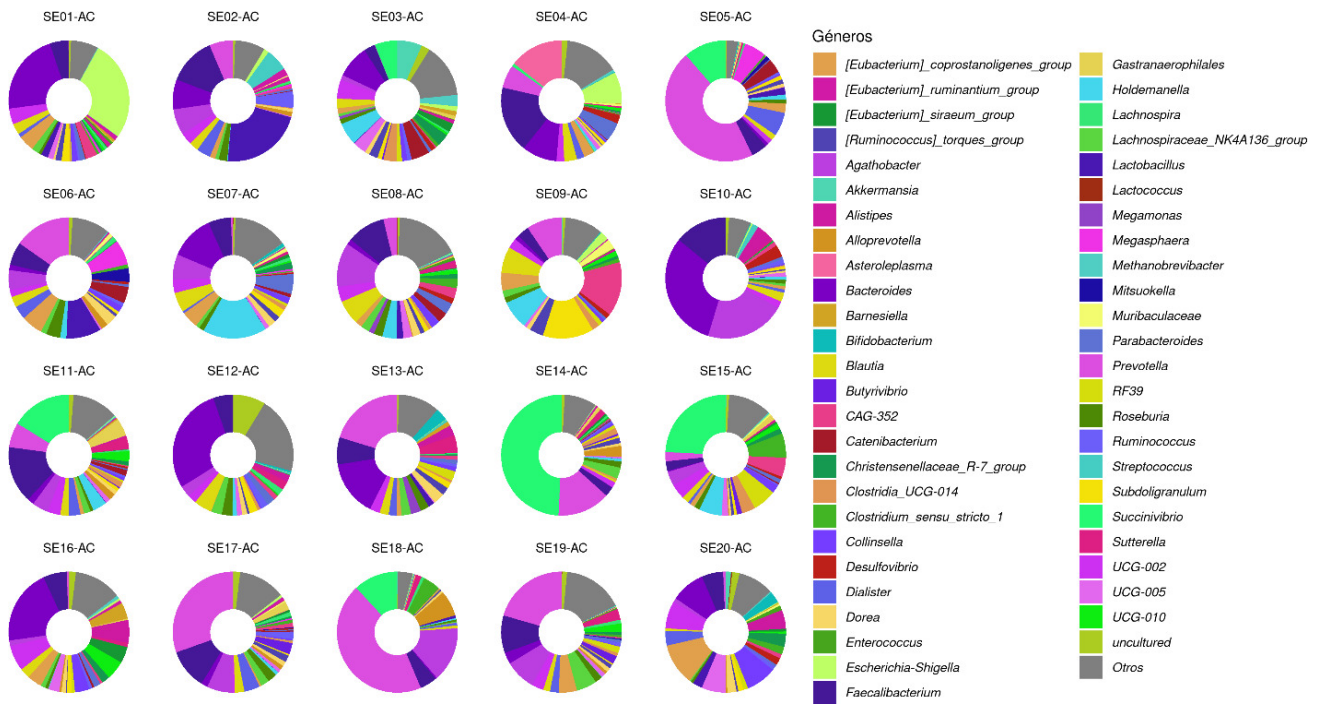 SE01-AC
SE02-AC
SE03-AC
SE04-AC
SE05-AC
SE06-AC
SE07-AC
SE08-AC
SE09-AC
SE10-AC
SE11-AC
SE12-AC
SE13-AC
SE14-AC
SE15-AC
SE16-AC
SE17-AC
SE18-AC
SE19-AC
SE20-AC
Géneros
[Eubacterium]_coprostanoligenes_group
[Eubacterium]_ruminantium_group
[Eubacterium]_siraeum_group
[Ruminococcus]_torques_group
Agathobacter
Akkermansia
Alistipes
Alloprevotella
Asteroleplasma
Bacteroides
Barnesiella
Bifidobacterium
Blautia
Butyrivibrio
CAG-352
Catenibacterium
Christensenellaceae_R-7_group
Clostridia_UCG-014
Clostridium_sensu_stricto_1
Collinsella
Desulfovibrio
Dialister
Dorea
Enterococcus
Escherichia-Shigella
Faecalibacterium
Gastranaerophilales
Holdemanella
Lachnospira
Lachnospiraceae_NK4A136_group
Lactobacillus
Lactococcus
Megamonas
Megasphaera
Methanobrevibacter
Mitsuokella
Muribaculaceae
Parabacteroides
Prevotella
RF39
Roseburia
Ruminococcus
Streptococcus
Subdoligranulum
Succinivibrio
Sutterella
UCG-002
UCG-005
UCG-010
uncultured
Otros